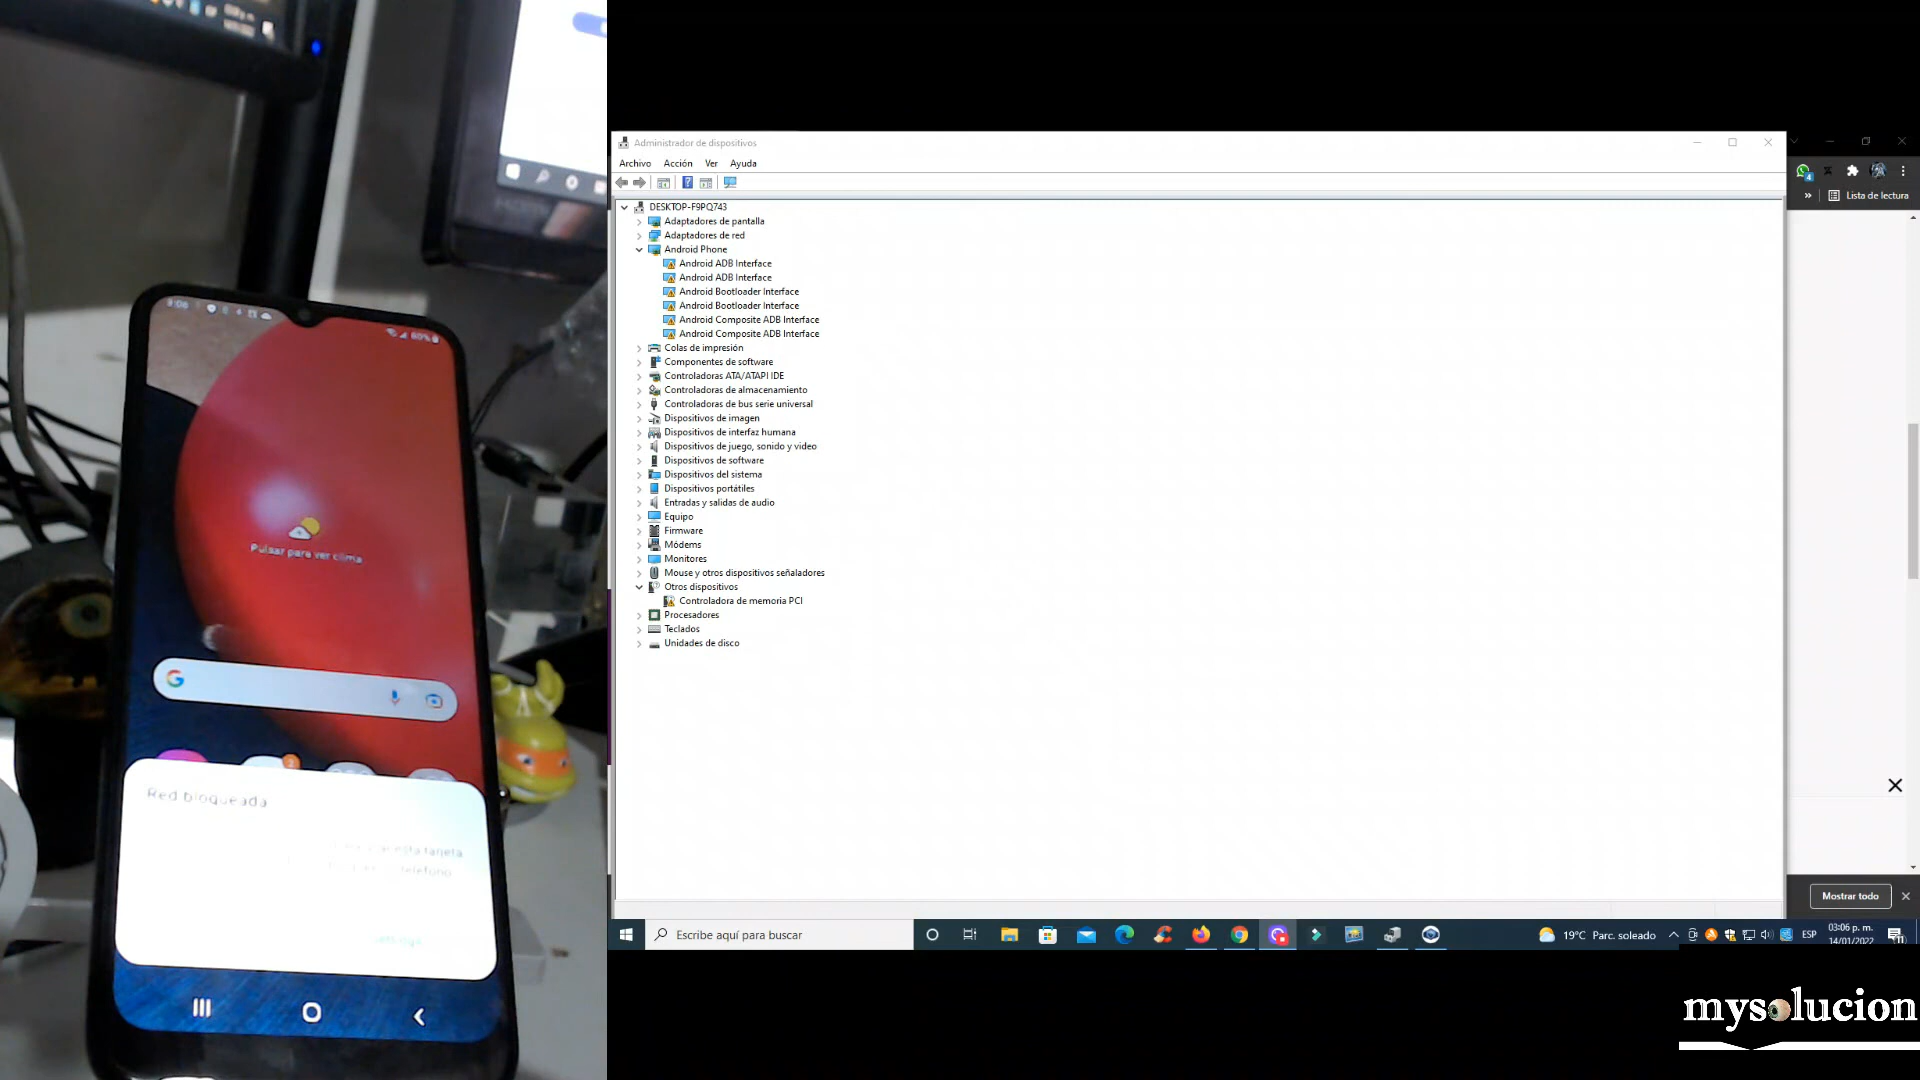 3:06
60%
Pulsar para ver clima
Red bloqueada
esta tarjeta
Administrador de dispositivos
Archivo Acción Ver Ayuda
DESKTOP-F9PQ743
Adaptadores de pantalla
Adaptadores de red
Android Phone
Android ADB Interface
Android ADB Interface
Android Bootloader Interface
Android Bootloader Interface
Android Composite ADB Interface
Android Composite ADB Interface
Colas de impresión
Componentes de software
Controladoras ATA/ATAPI IDE
Controladoras de almacenamiento
Controladoras de bus serie universal
Dispositivos de imagen
Dispositivos de interfaz humana
Dispositivos de juego, sonido y video
Dispositivos de software
Dispositivos del sistema
Dispositivos portátiles
Entradas y salidas de audio
Equipo
Firmware
Módems
Monitores
Mouse y otros dispositivos señaladores
Otros dispositivos
Controladora de memoria PCI
Procesadores
Teclados
Unidades de disco
Lista de lectura
Mostrar todo
Escribe aquí para buscar
19°C Parc. soleado
ESP
03:06 p. m.
14/01/2022
mysolucion